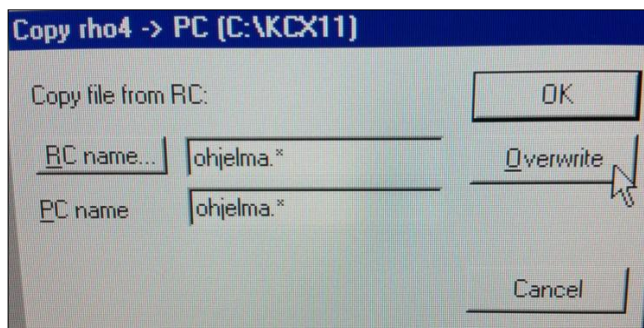 Copy rho4 -> PC (C:\KCX11)
Copy file from RC:
OK
RC name...
ohjelma.*
Overwrite
PC name
ohjelma.*
Cancel